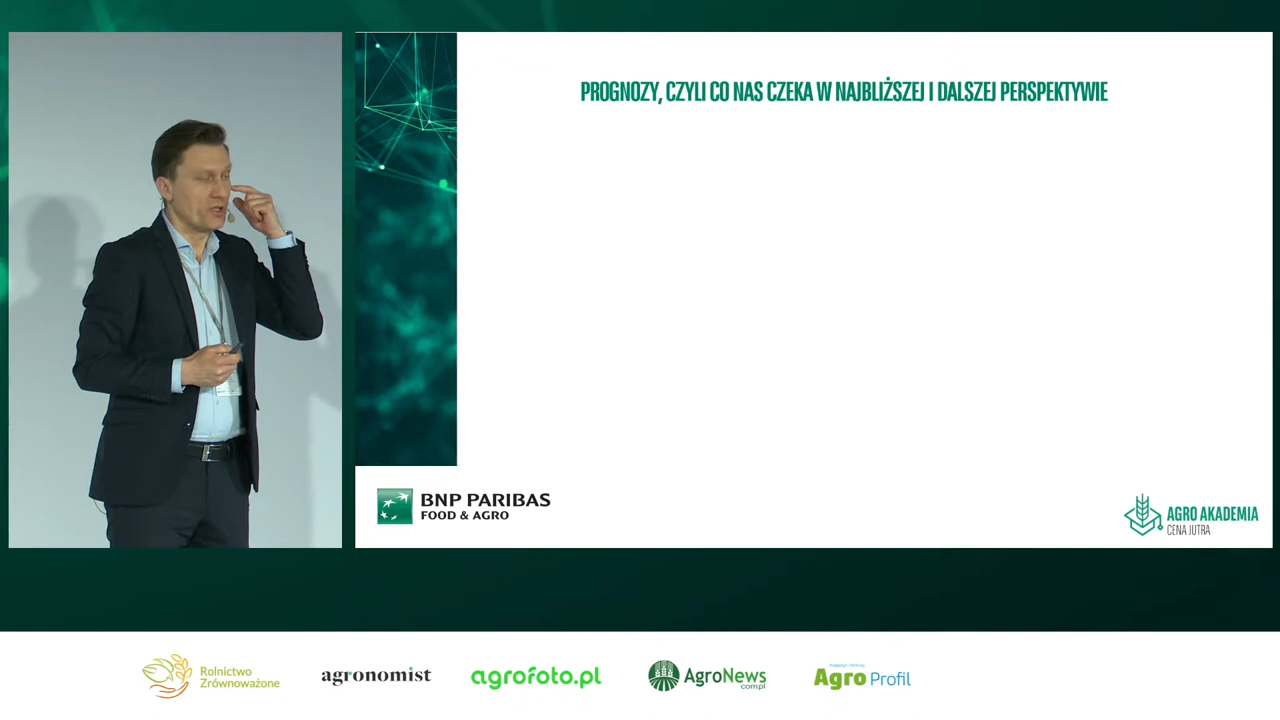 PROGNOZY, CZYLI CO NAS CZEKA W NAJBLIŻSZEJ I DALSZEJ PERSPEKTYWIE
BNP PARIBAS
FOOD & AGRO
AGRO AKADEMIA
CENA JUTRA
Rolnictwo
Zrównoważone
agronomist
agrofoto.pl
AgroNews
com.pl
Agro Profil